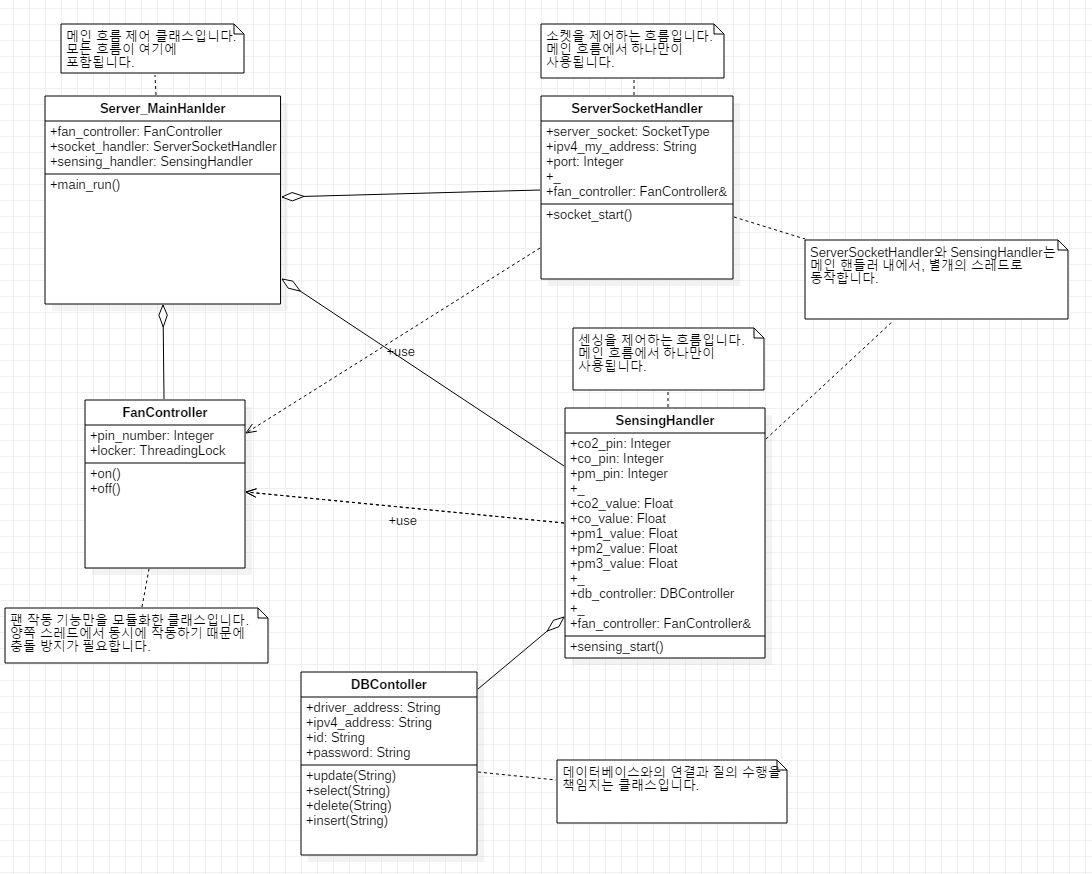 메인 흐름 제어 클래스입니다.
모든 흐름이 여기에
포함됩니다.
Server_MainHanlder
+fan_controller: FanController
+socket_handler: ServerSocketHandler
+sensing_handler: SensingHandler
+main_run()
소켓을 제어하는 흐름입니다.
메인 흐름에서 하나만이
사용됩니다.
ServerSocketHandler
+server_socket: SocketType
+ipv4_my_address: String
+port: Integer
+_
+fan_controller: FanController&
+socket_start()
ServerSocketHandler와 SensingHandler는
메인 핸들러 내에서, 별개의 스레드로
동작합니다.
+use
센싱을 제어하는 흐름입니다.
메인 흐름에서 하나만이
사용됩니다.
FanController
+pin_number: Integer
+locker: ThreadingLock
+on()
+off()
+use
SensingHandler
+co2_pin: Integer
+co_pin: Integer
+pm_pin: Integer
+_
+co2_value: Float
+co_value: Float
+pm1_value: Float
+pm2_value: Float
+pm3_value: Float
+_
+db_controller: DBController
+_
+fan_controller: FanController&
+sensing_start()
팬 작동 기능만을 모듈화한 클래스입니다.
양쪽 스레드에서 동시에 작동하기 때문에
충돌 방지가 필요합니다.
DBContoller
+driver_address: String
+ipv4_address: String
+id: String
+password: String
+update(String)
+select(String)
+delete(String)
+insert(String)
데이터베이스와의 연결과 질의 수행을
책임지는 클래스입니다.